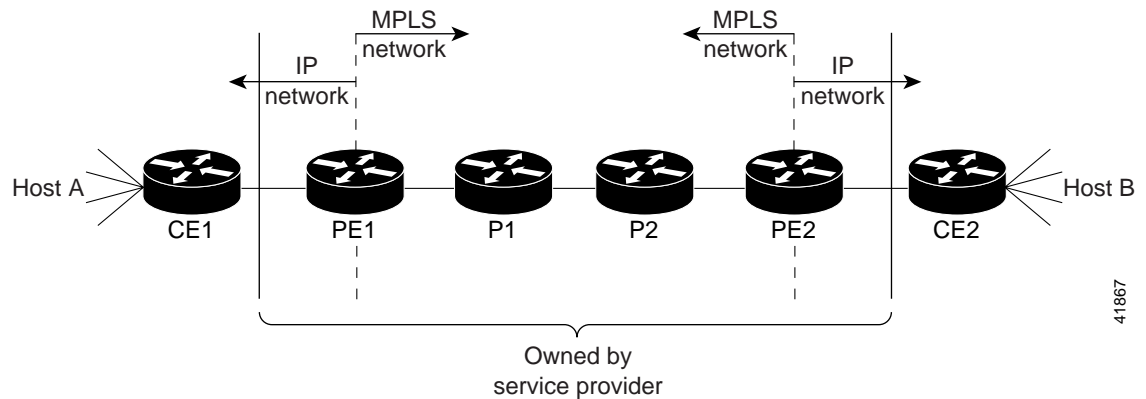 MPLS
network
MPLS
network
IP
network
IP
network
Host A
Host B
CE1
PE1
P1
P2
PE2
CE2
41867
Owned by
service provider